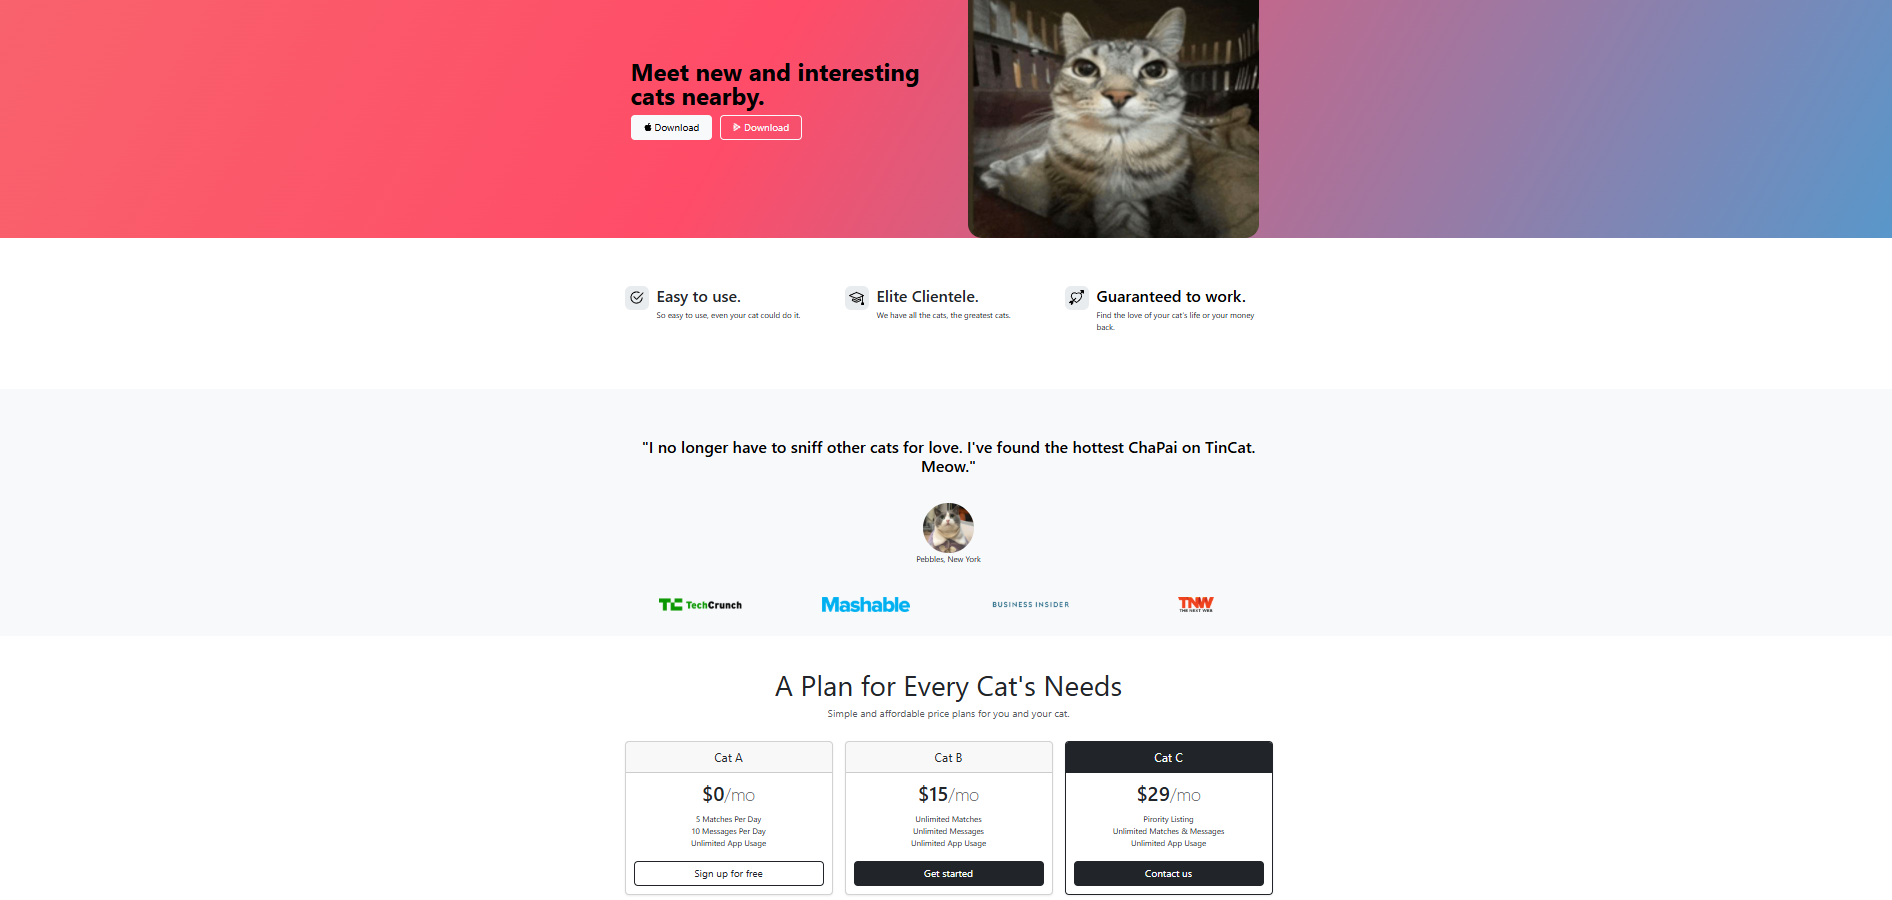 Meet new and interesting
cats nearby.
Download
Download
Easy to use.
So easy to use, even your cat could do it.
Elite Clientele.
We have all the cats, the greatest cats.
Guaranteed to work.
Find the love of your cat's life or your money
back.
"I no longer have to sniff other cats for love. I've found the hottest ChaPai on TinCat.
Meow."
Pebbles, New York
TC TechCrunch
Mashable
BUSINESS INSIDER
TNW
THE NEXT WEB
A Plan for Every Cat's Needs
Simple and affordable price plans for you and your cat.
Cat A
$0/mo
5 Matches Per Day
10 Messages Per Day
Unlimited App Usage
Sign up for free
Cat B
$15/mo
Unlimited Matches
Unlimited Messages
Unlimited App Usage
Get started
Cat C
$29/mo
Pirority Listing
Unlimited Matches & Messages
Unlimited App Usage
Contact us